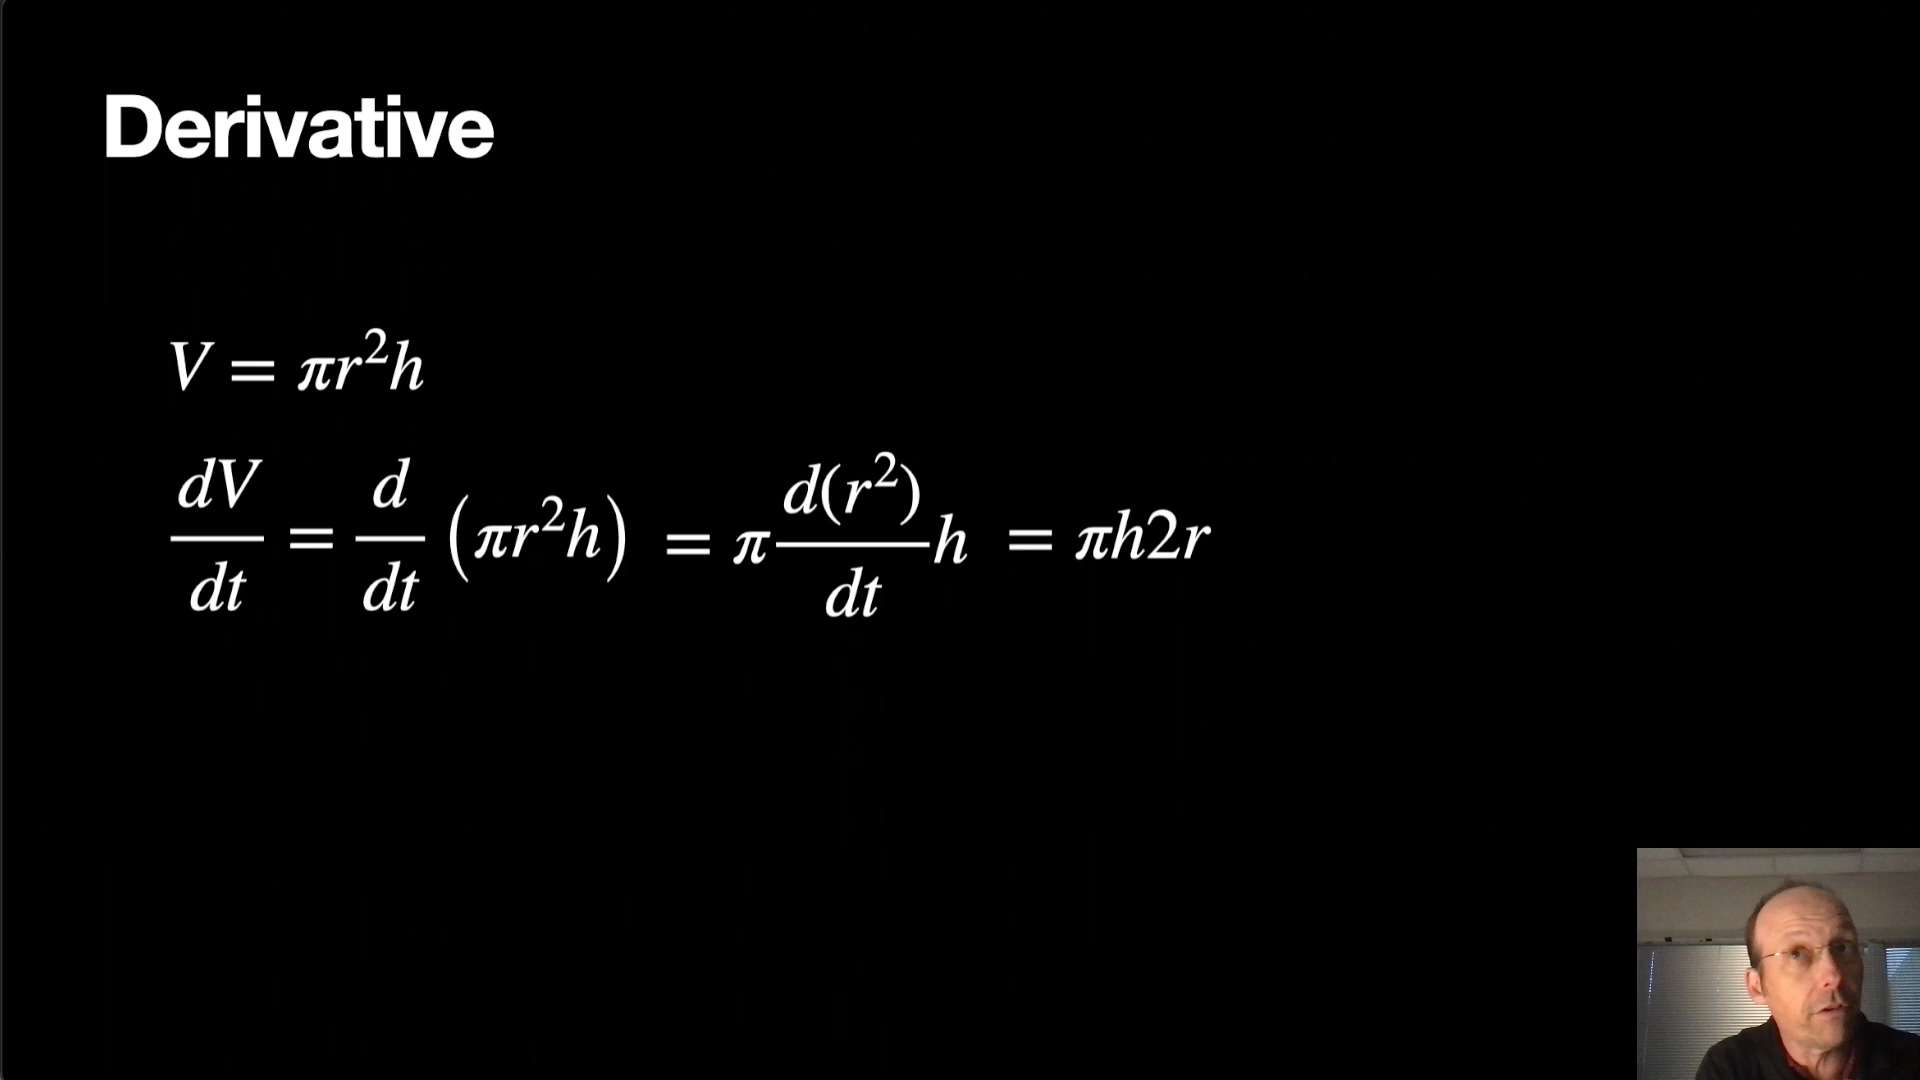 Derivative
V = πr²h
dV/dt = d/dt (πr²h) = π d(r²)/dt h = πh2r